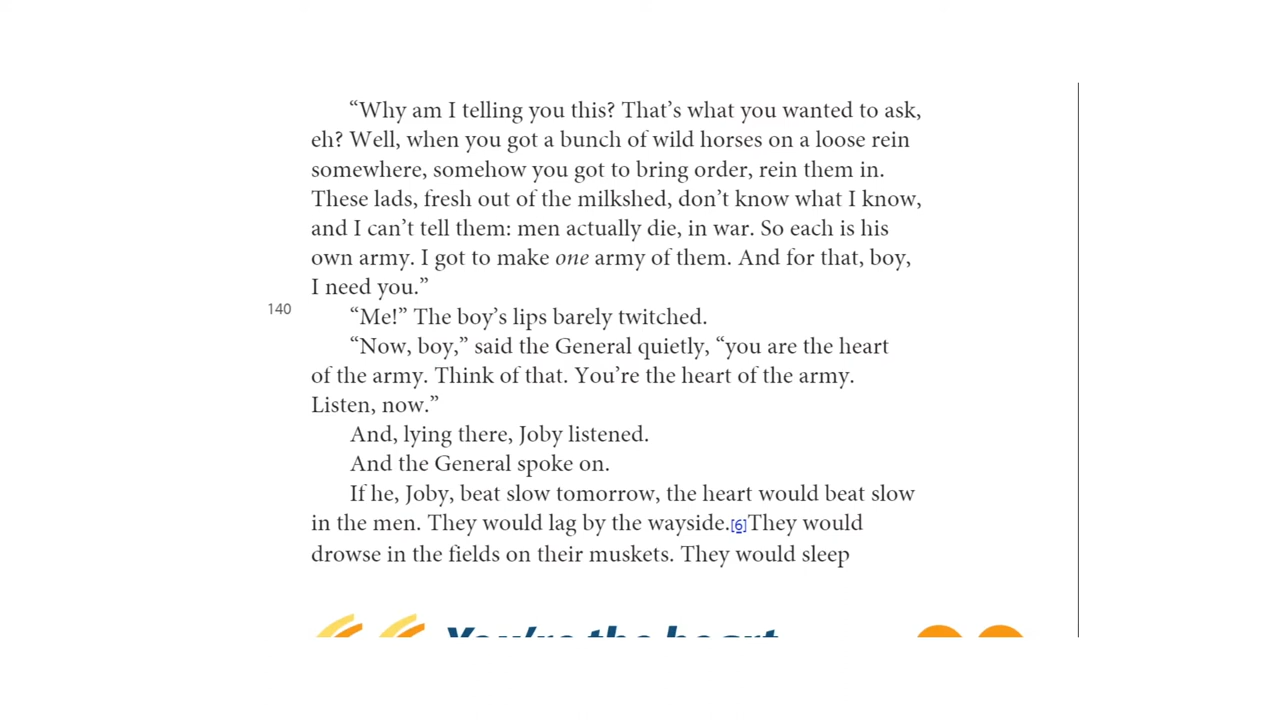 “Why am I telling you this? That’s what you wanted to ask,
eh? Well, when you got a bunch of wild horses on a loose rein
somewhere, somehow you got to bring order, rein them in.
These lads, fresh out of the milkshed, don’t know what I know,
and I can’t tell them: men actually die, in war. So each is his
own army. I got to make one army of them. And for that, boy,
I need you.”
140
“Me!” The boy’s lips barely twitched.
“Now, boy,” said the General quietly, “you are the heart
of the army. Think of that. You’re the heart of the army.
Listen, now.”
And, lying there, Joby listened.
And the General spoke on.
If he, Joby, beat slow tomorrow, the heart would beat slow
in the men. They would lag by the wayside.[6]They would
drowse in the fields on their muskets. They would sleep
You’re the heart